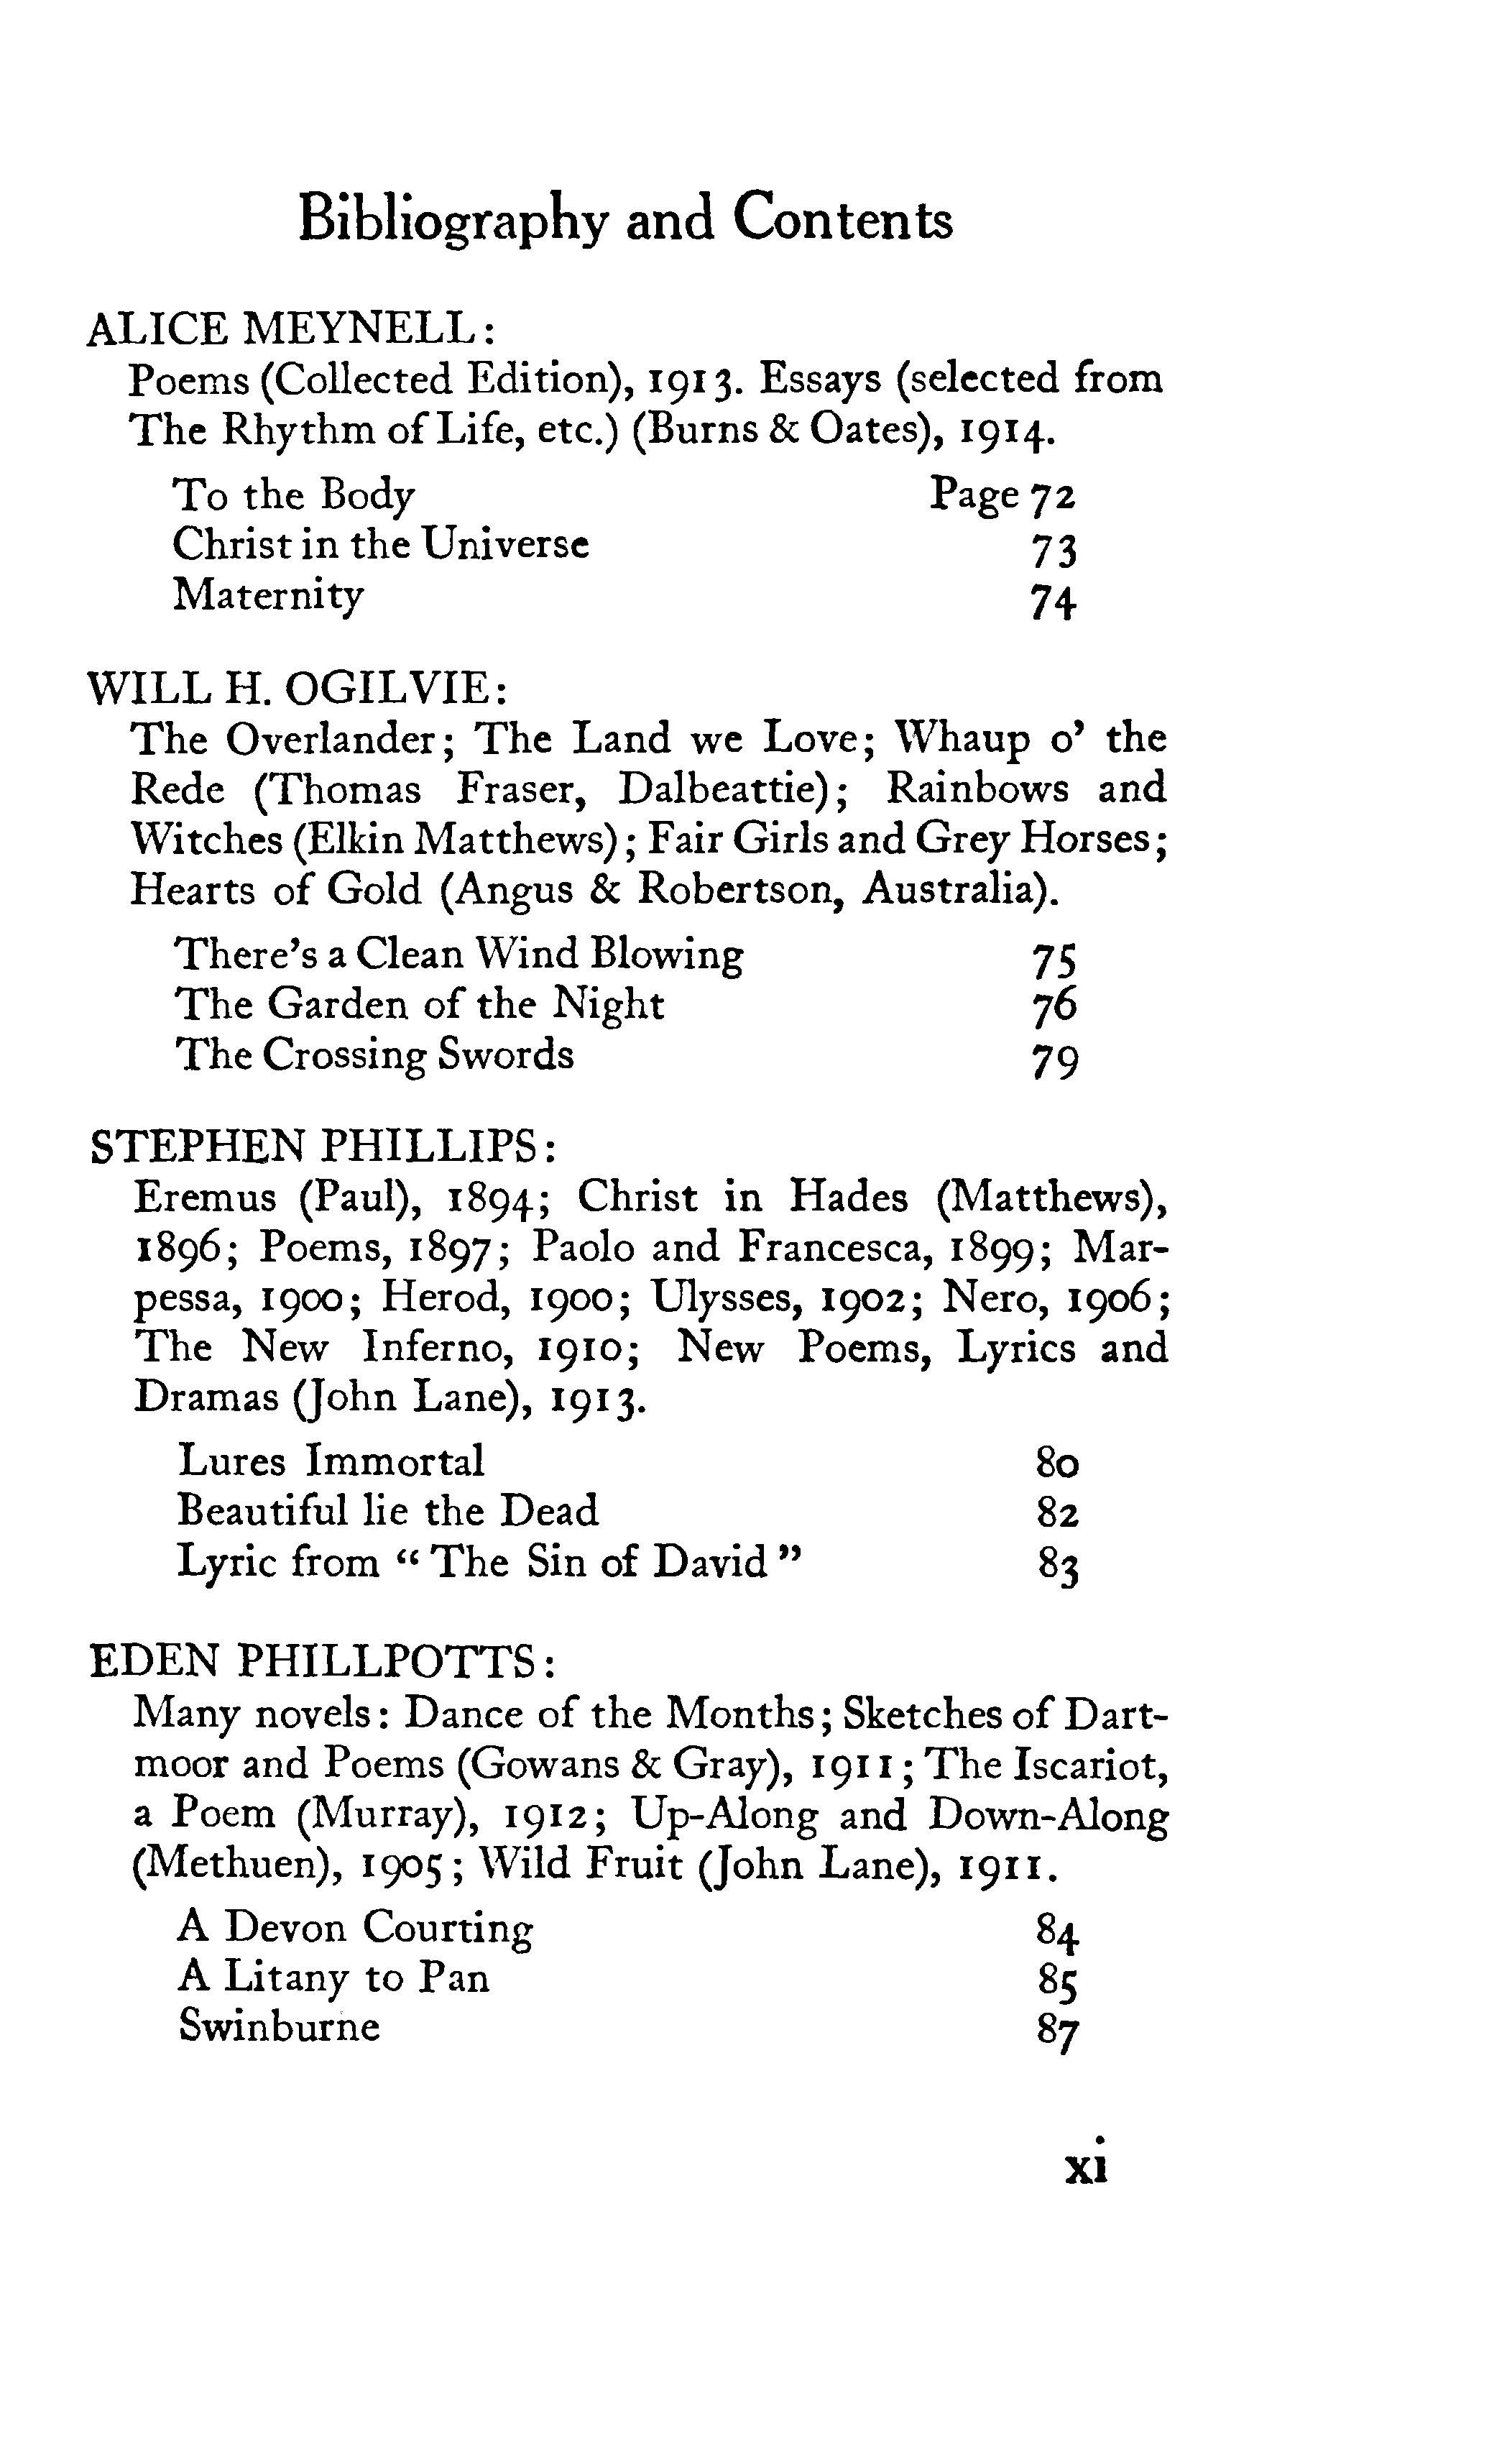 Bibliography and Contents
ALICE MEYNELL:
Poems (Collected Edition), 1913. Essays (selected from
The Rhythm of Life, etc.) (Burns & Oates), 1914.
To the Body Page 72
Christ in the Universe 73
Maternity 74
WILL H. OGILVIE:
The Overlander; The Land we Love; Whaup o' the
Rede (Thomas Fraser, Dalbeattie); Rainbows and
Witches (Elkin Matthews); Fair Girls and Grey Horses;
Hearts of Gold (Angus & Robertson, Australia).
There's a Clean Wind Blowing 75
The Garden of the Night 76
The Crossing Swords 79
STEPHEN PHILLIPS:
Eremus (Paul), 1894; Christ in Hades (Matthews),
1896; Poems, 1897; Paolo and Francesca, 1899; Mar-
pessa, 1900; Herod, 1900; Ulysses, 1902; Nero, 1906;
The New Inferno, 1910; New Poems, Lyrics and
Dramas (John Lane), 1913.
Lures Immortal 80
Beautiful lie the Dead 82
Lyric from "The Sin of David" 83
EDEN PHILLPOTTS:
Many novels: Dance of the Months; Sketches of Dart-
moor and Poems (Gowans & Gray), 1911; The Iscariot,
a Poem (Murray), 1912; Up-Along and Down-Along
(Methuen), 1905; Wild Fruit (John Lane), 1911.
A Devon Courting 84
A Litany to Pan 85
Swinburne 87
xi